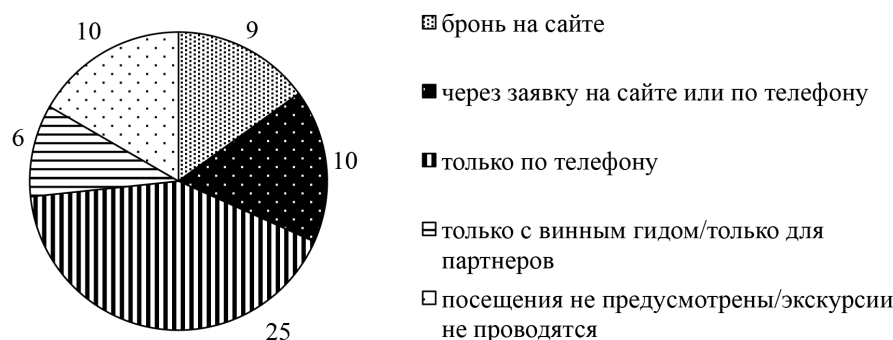 10
9
6
10
25
бронь на сайте
через заявку на сайте или по телефону
только по телефону
только с винным гидом/только для
партнеров
посещения не предусмотрены/экскурсии
не проводятся